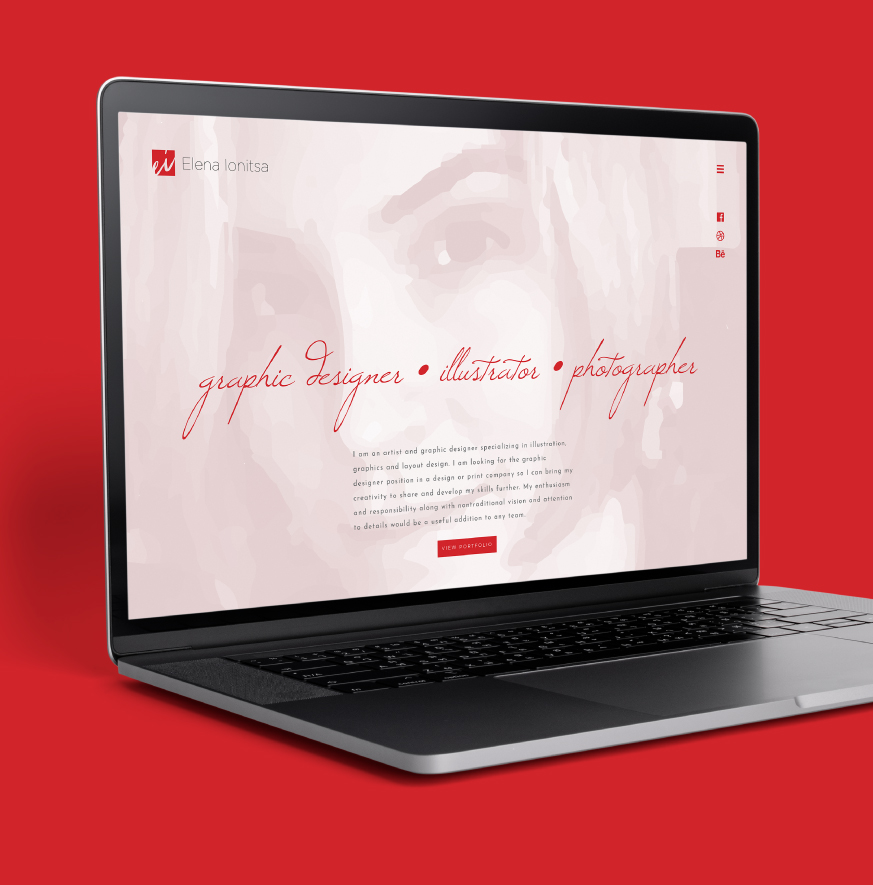 ei Elena Ionitsa
Bē
graphic designer • illustrator • photographer
I am an artist and graphic designer specializing in illustration,
graphics and layout design. I am looking for the graphic
designer position in a design or print company so I can bring my
creativity to share and develop my skills further. My enthusiasm
and responsibility along with nontraditional vision and attention
to details would be a useful addition to any team.
VIEW PORTFOLIO